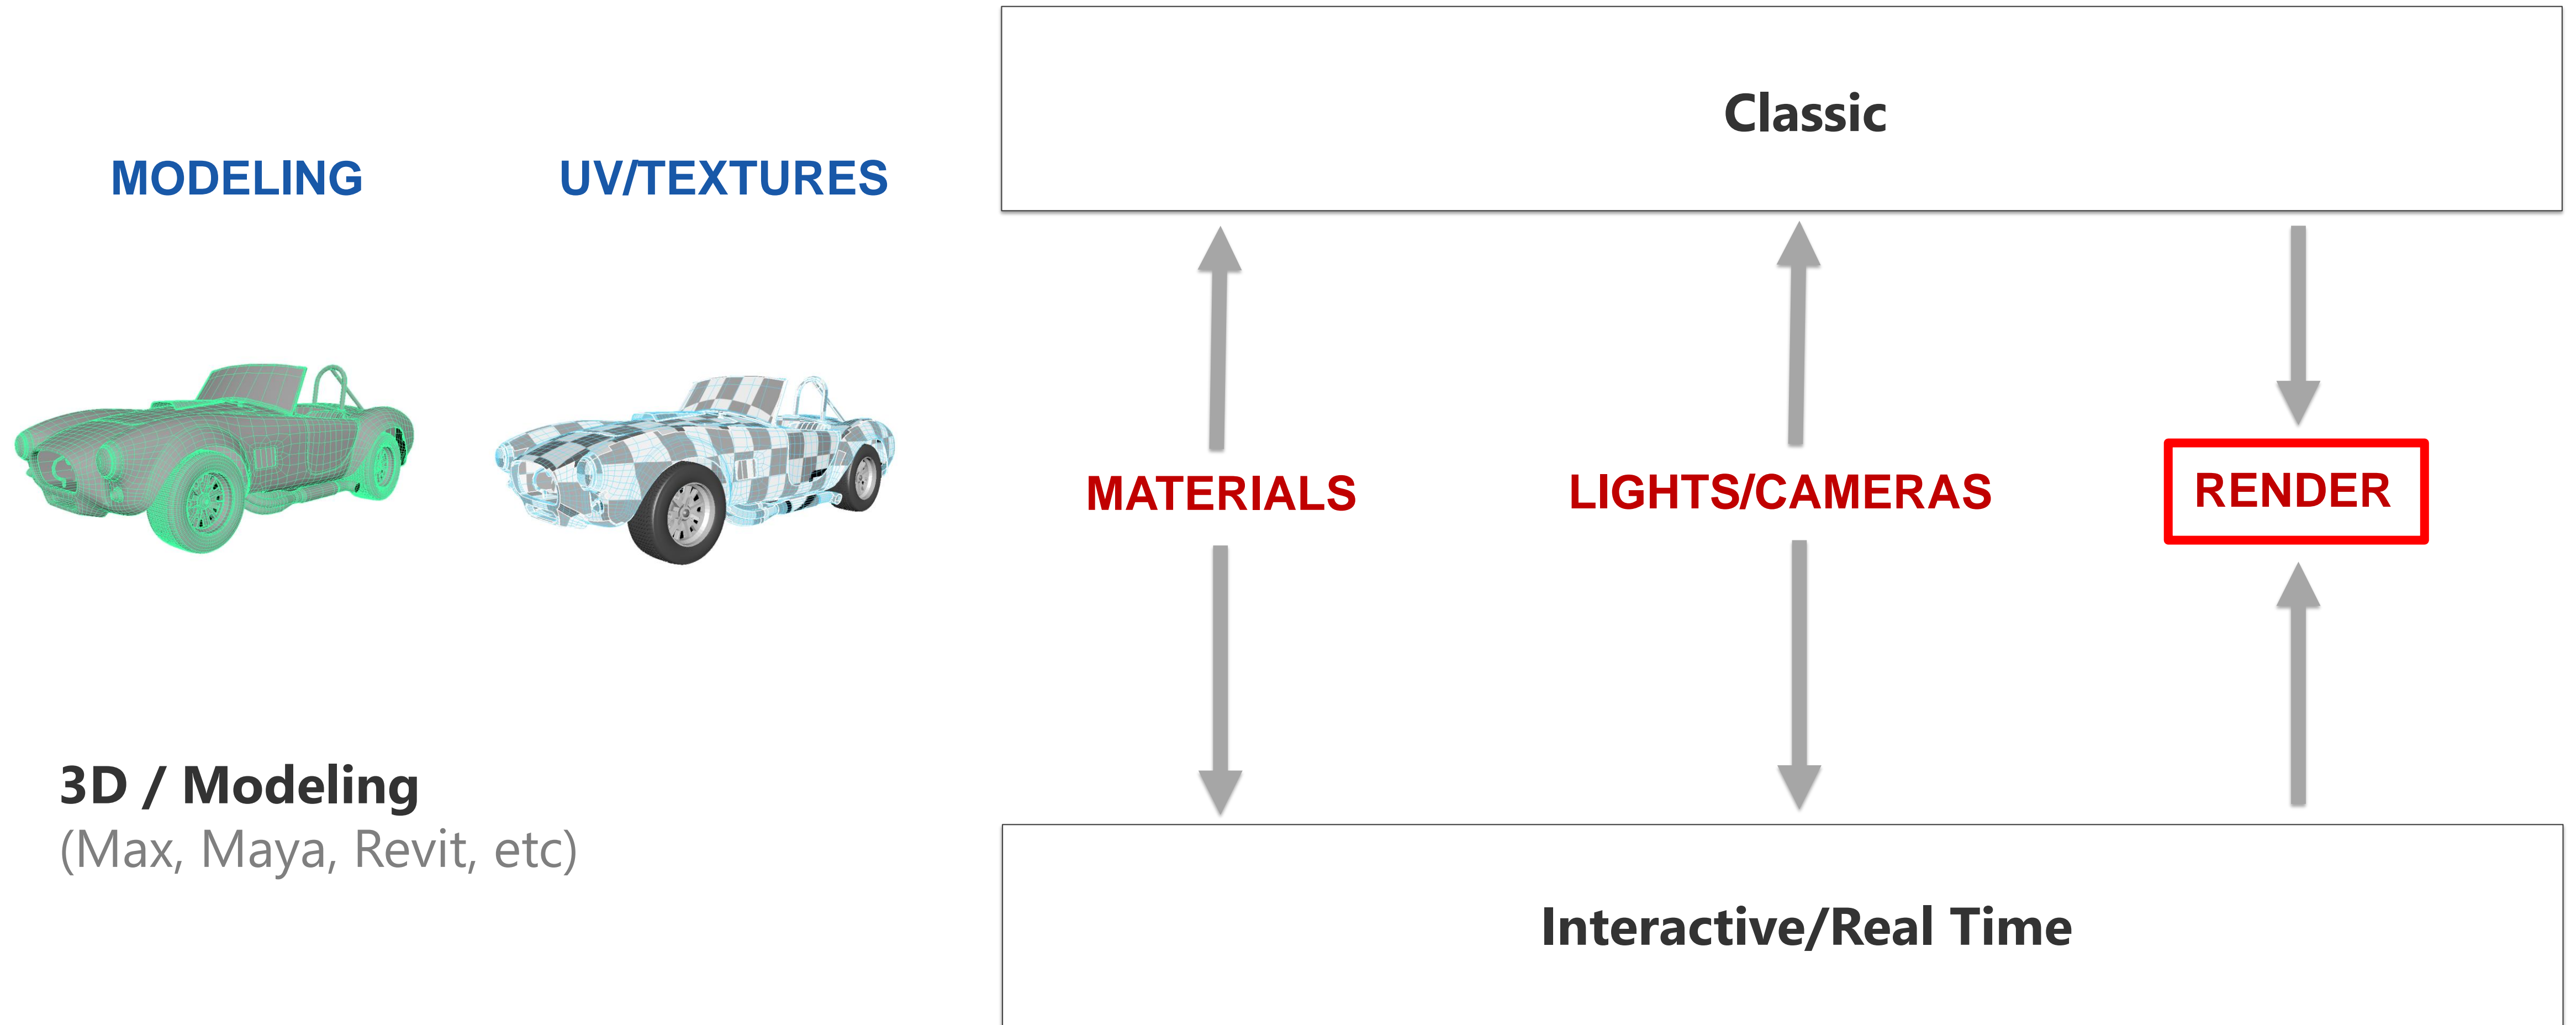 Classic
MODELING
UV/TEXTURES
MATERIALS
LIGHTS/CAMERAS
RENDER
3D / Modeling
(Max, Maya, Revit, etc)
Interactive/Real Time